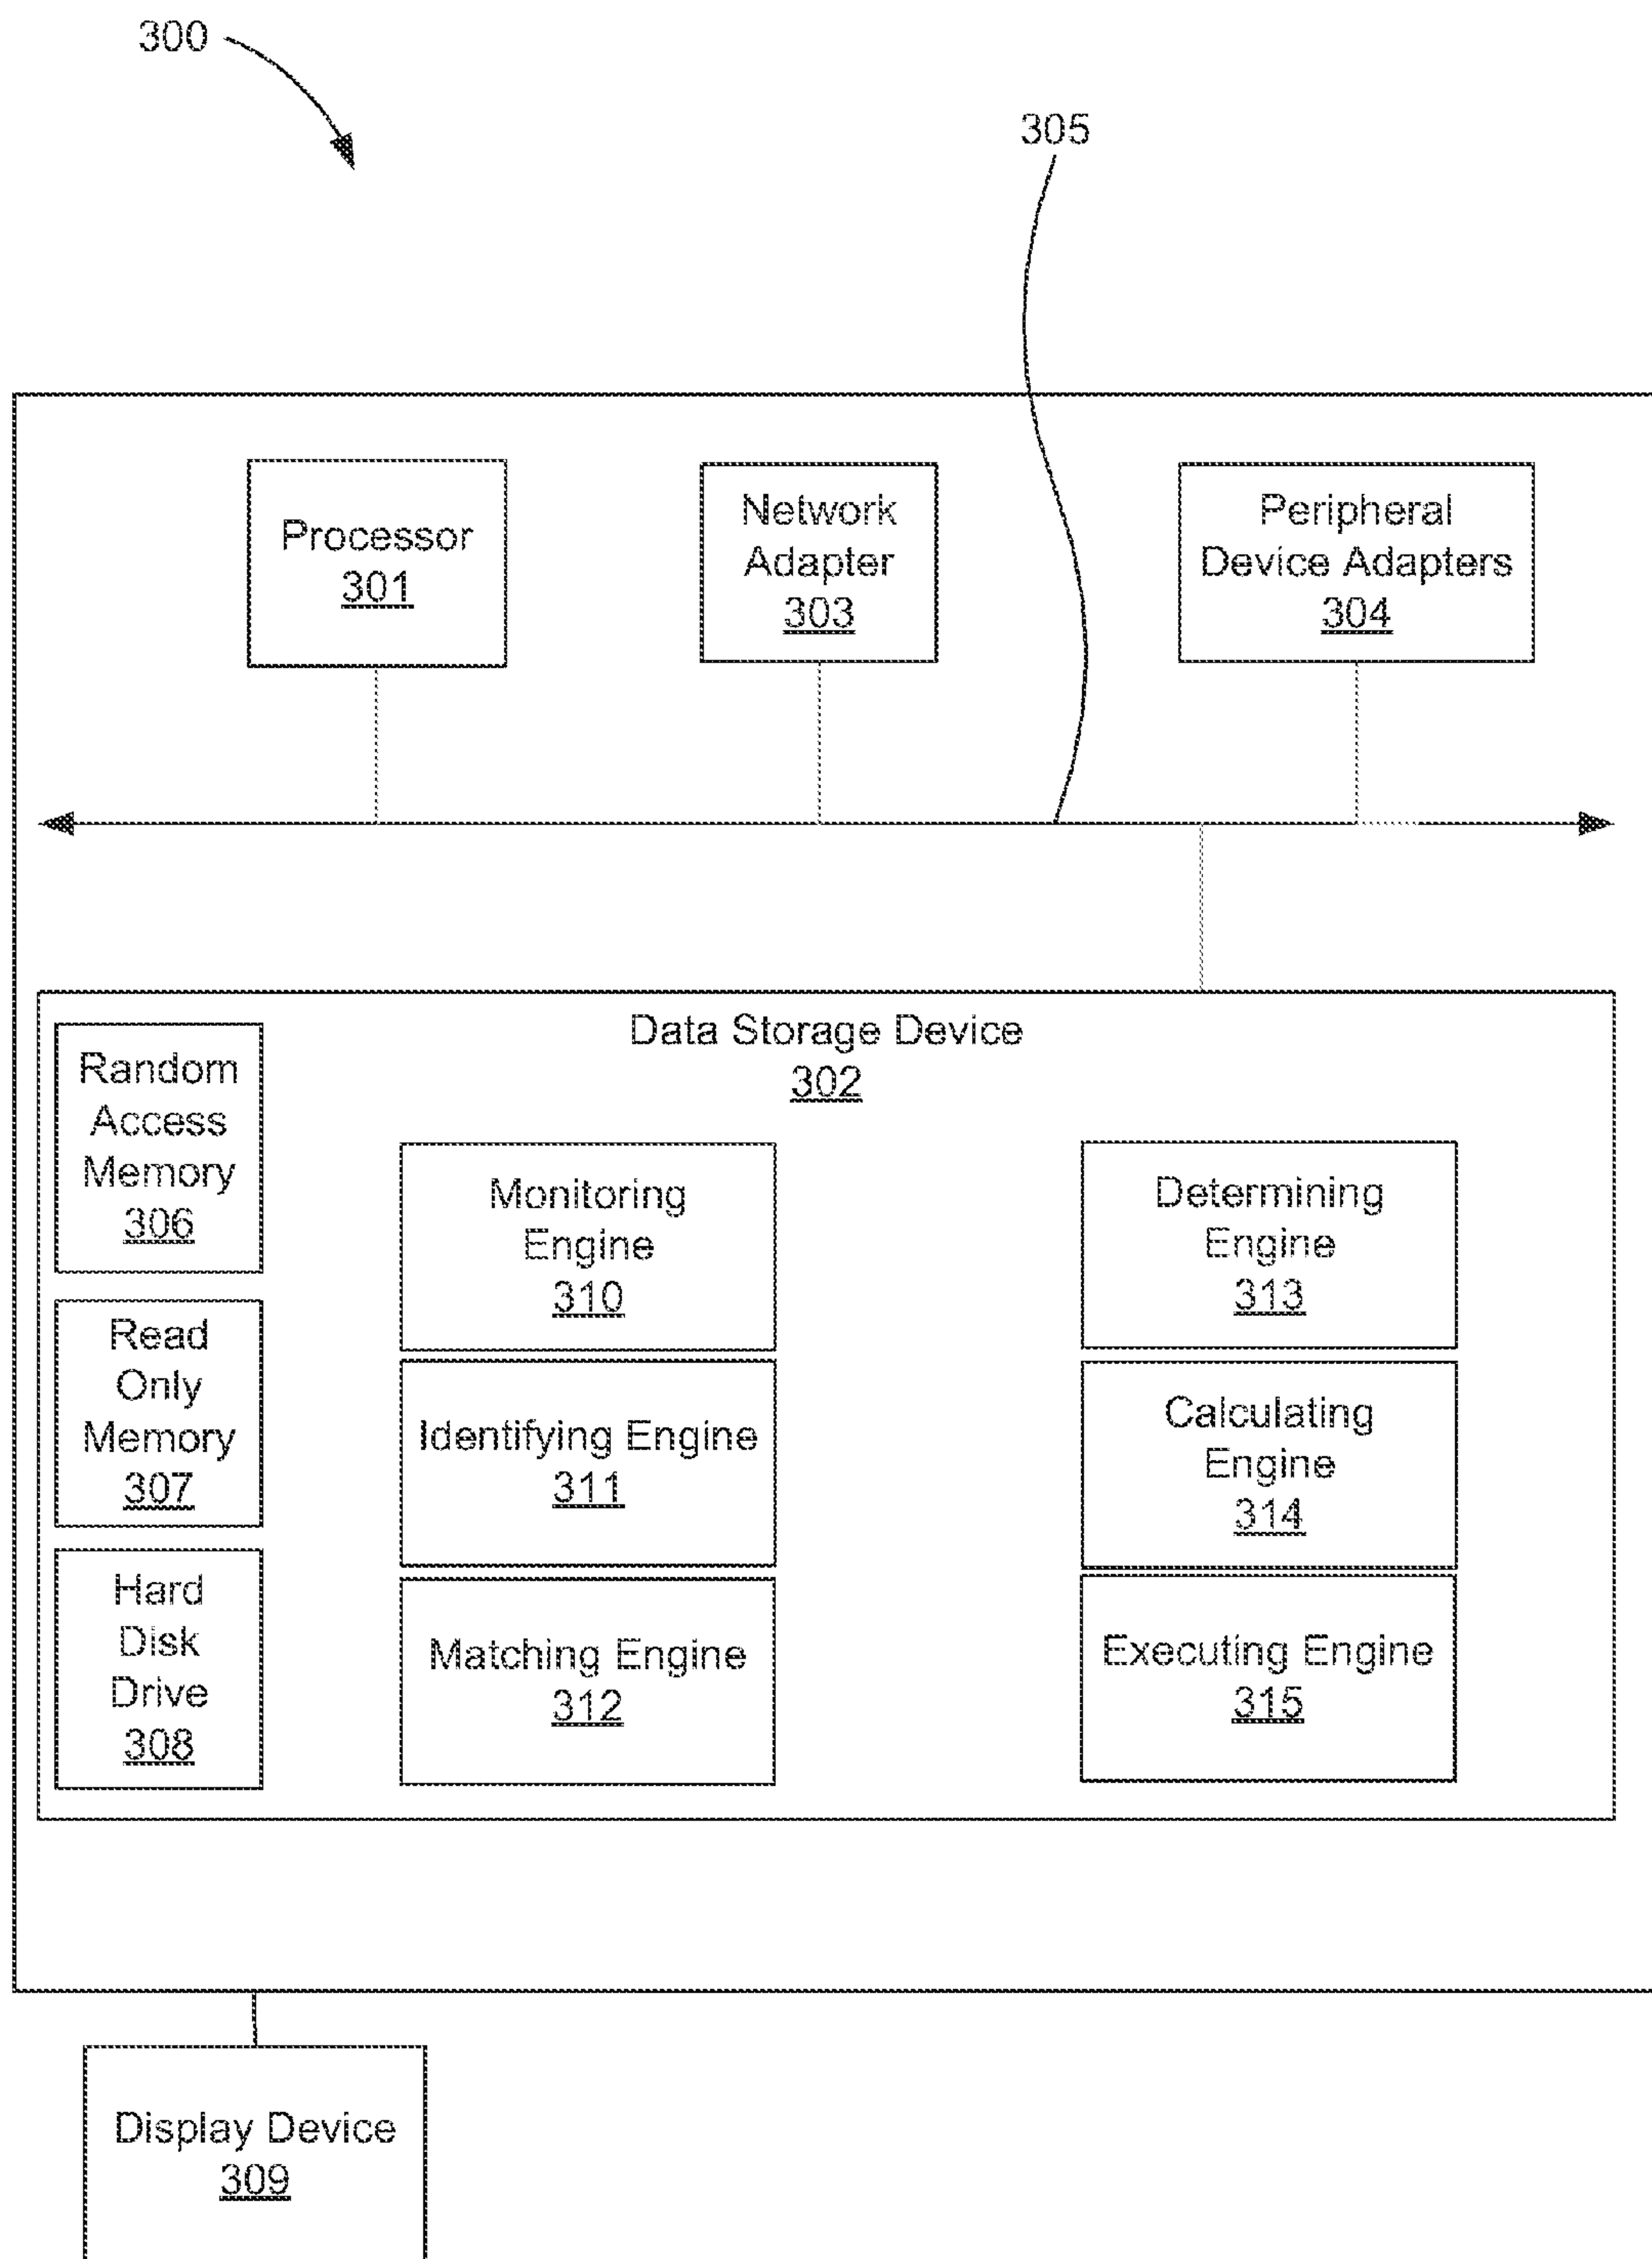 300
305
Processor
301
Network
Adapter
303
Peripheral
Device Adapters
304
Data Storage Device
302
Random
Access
Memory
306
Read
Only
Memory
307
Hard
Disk
Drive
308
Monitoring
Engine
310
Identifying Engine
311
Matching Engine
312
Determining
Engine
313
Calculating
Engine
314
Executing Engine
315
Display Device
309